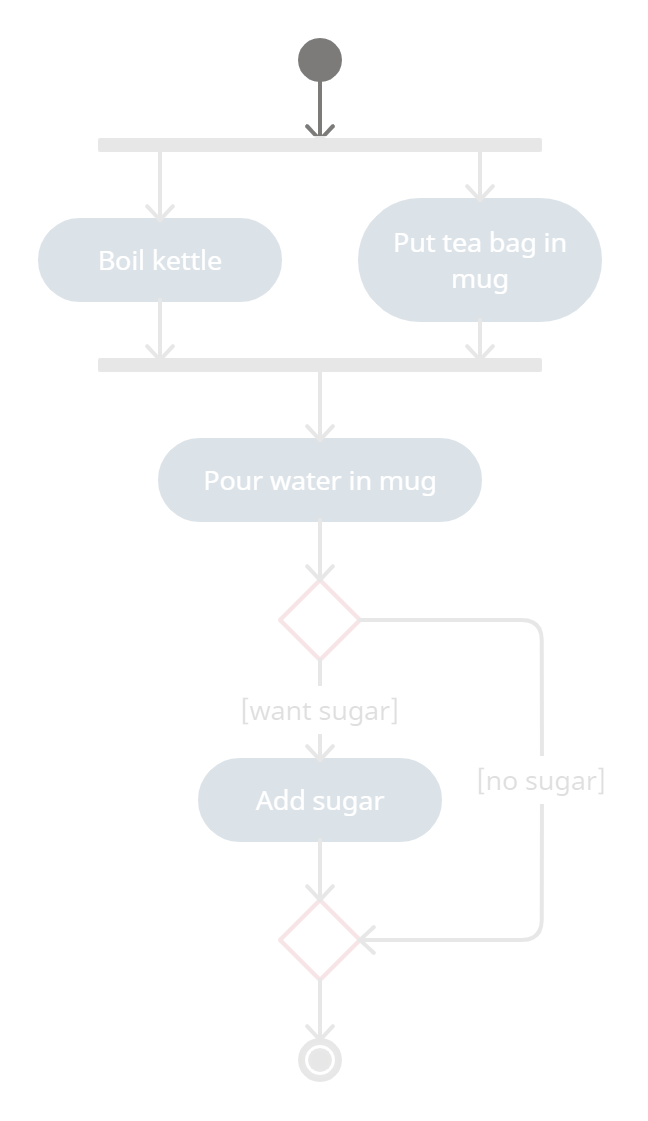 Boil kettle
Put tea bag in
mug
Pour water in mug
[want sugar]
[no sugar]
Add sugar